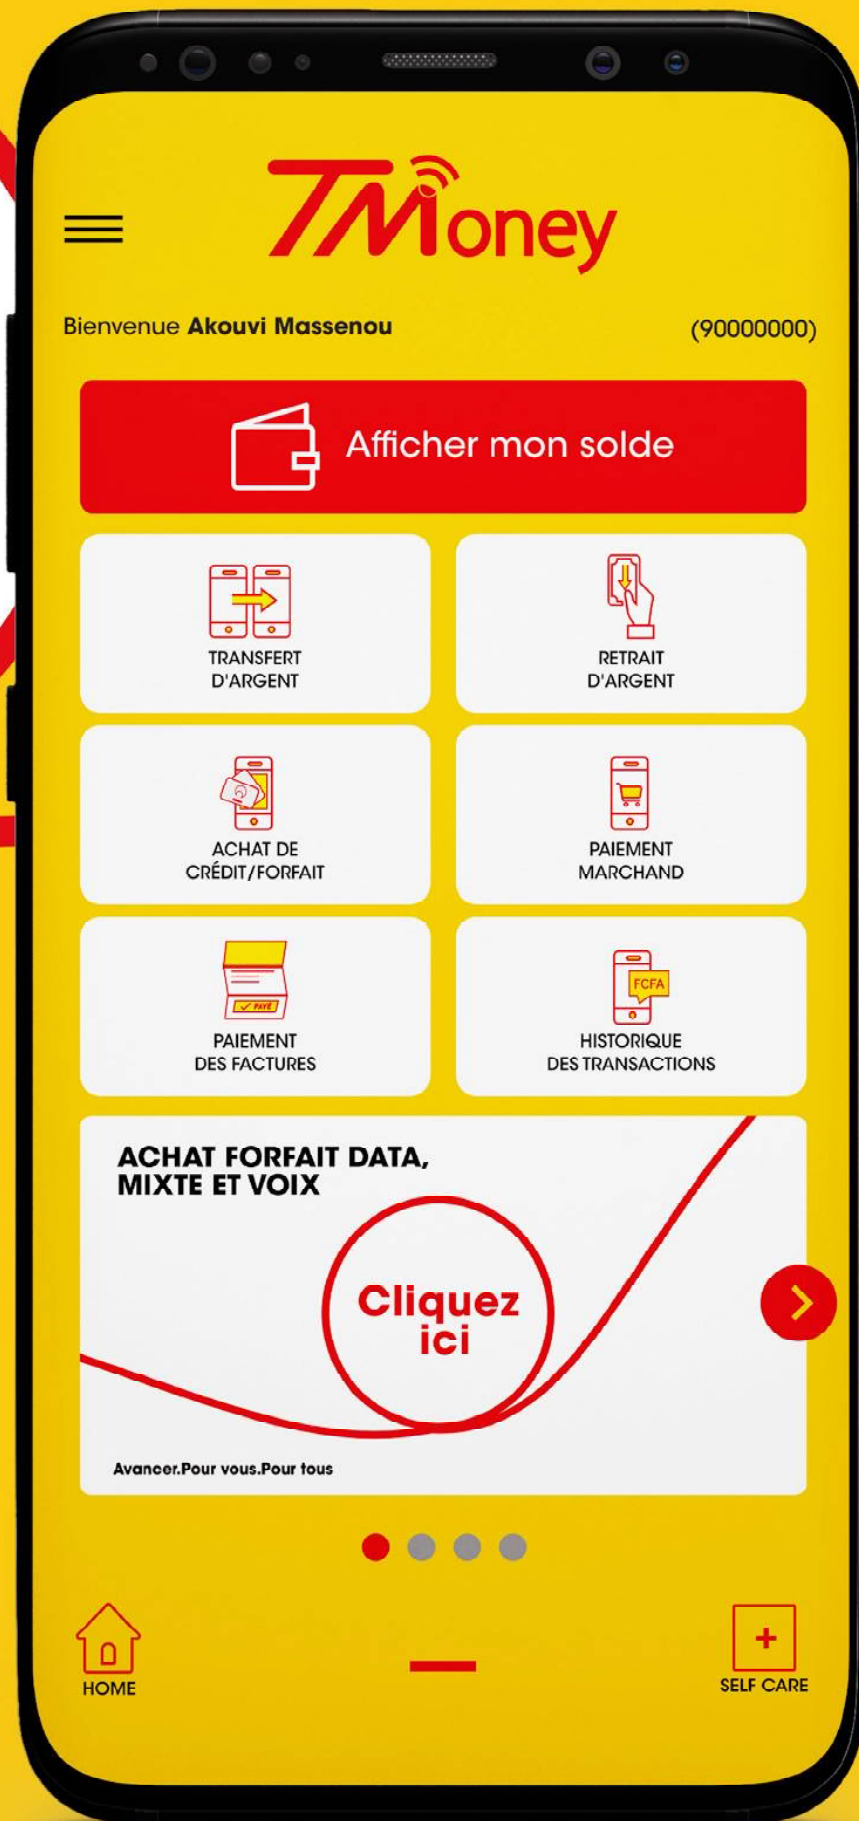 TMoney
Bienvenue Akouvi Massenou (90000000)
Afficher mon solde
TRANSFERT
D'ARGENT
RETRAIT
D'ARGENT
ACHAT DE
CRÉDIT/FORFAIT
PAIEMENT
MARCHAND
✓ PAYÉ
PAIEMENT
DES FACTURES
FCFA
HISTORIQUE
DES TRANSACTIONS
ACHAT FORFAIT DATA,
MIXTE ET VOIX
Cliquez
ici
Avancer.Pour vous.Pour tous
HOME
SELF CARE